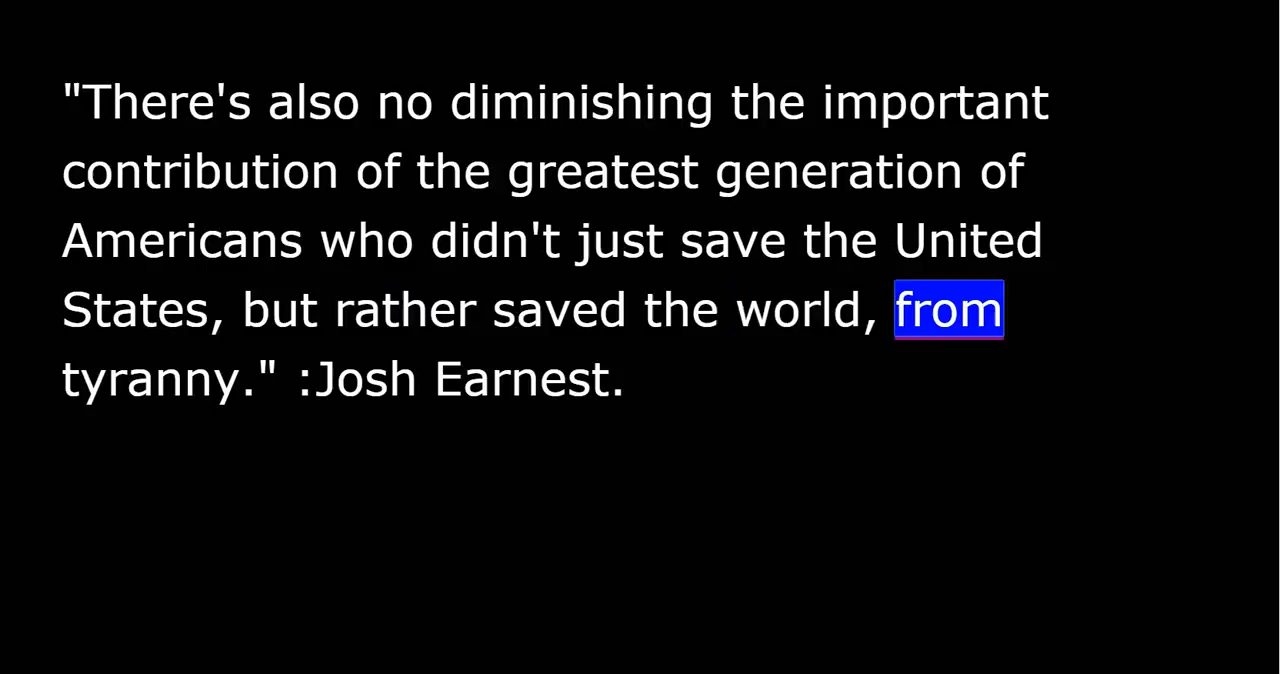 "There's also no diminishing the important
contribution of the greatest generation of
Americans who didn't just save the United
States, but rather saved the world, from
tyranny." :Josh Earnest.